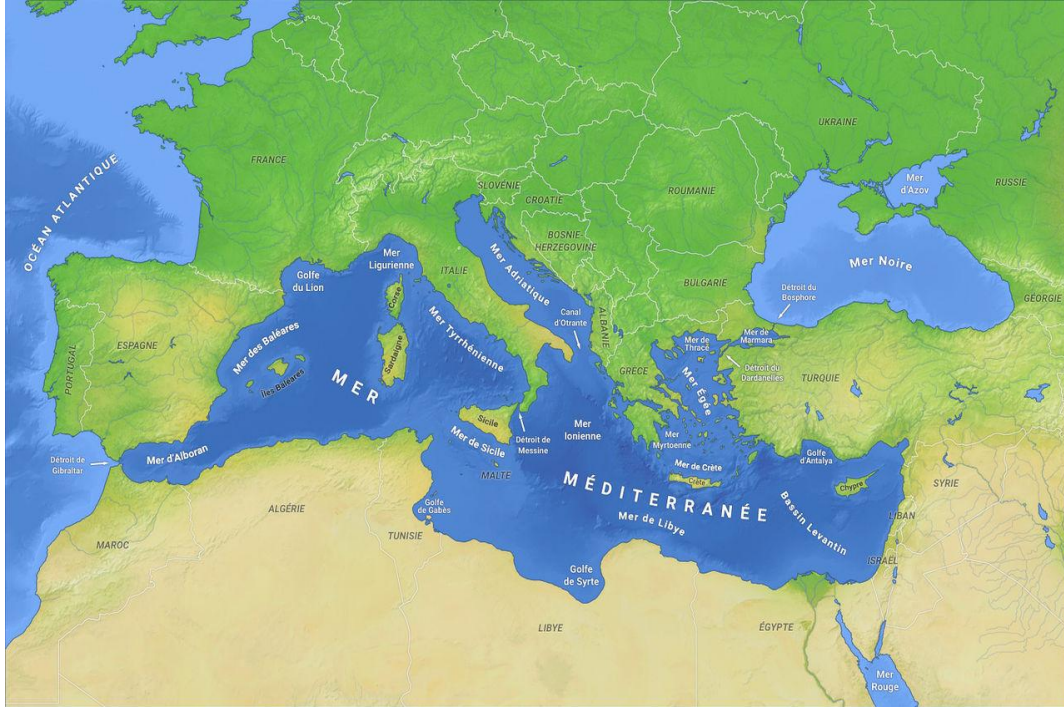 OCÉAN ATLANTIQUE
FRANCE
UKRAINE
RUSSIE
Mer
d'Azov
SLOVÉNIE
CROATIE
ROUMANIE
BOSNIE-
HERZÉGOVINE
Mer
Ligurienne
ITALIE
Mer Adriatique
Mer Noire
Golfe
du Lion
Corse
BULGARIE
Détroit du
Bosphore
GÉORGIE
Canal
d'Otrante
ALBANIE
Mer des Baléares
Mer Tyrrhénienne
Mer de
Thrace
Mer de
Marmara
PORTUGAL
ESPAGNE
Sardaigne
Îles Baléares
MER
GRÈCE
Mer Égée
Détroit du
Dardanelles
TURQUIE
Sicile
Mer de Sicile
Détroit de
Messine
Mer
Ionienne
Mer
Myrtoenne
Détroit de
Gibraltar
Mer d'Alboran
MALTE
Mer de Crète
Crète
Golfe
d'Antalya
Chypre
SYRIE
MÉDITERRANÉE
Mer de Libye
Bassin Levantin
LIBAN
ALGÉRIE
Golfe
de Gabès
TUNISIE
MAROC
ISRAËL
Golfe
de Syrte
LIBYE
ÉGYPTE
Mer
Rouge